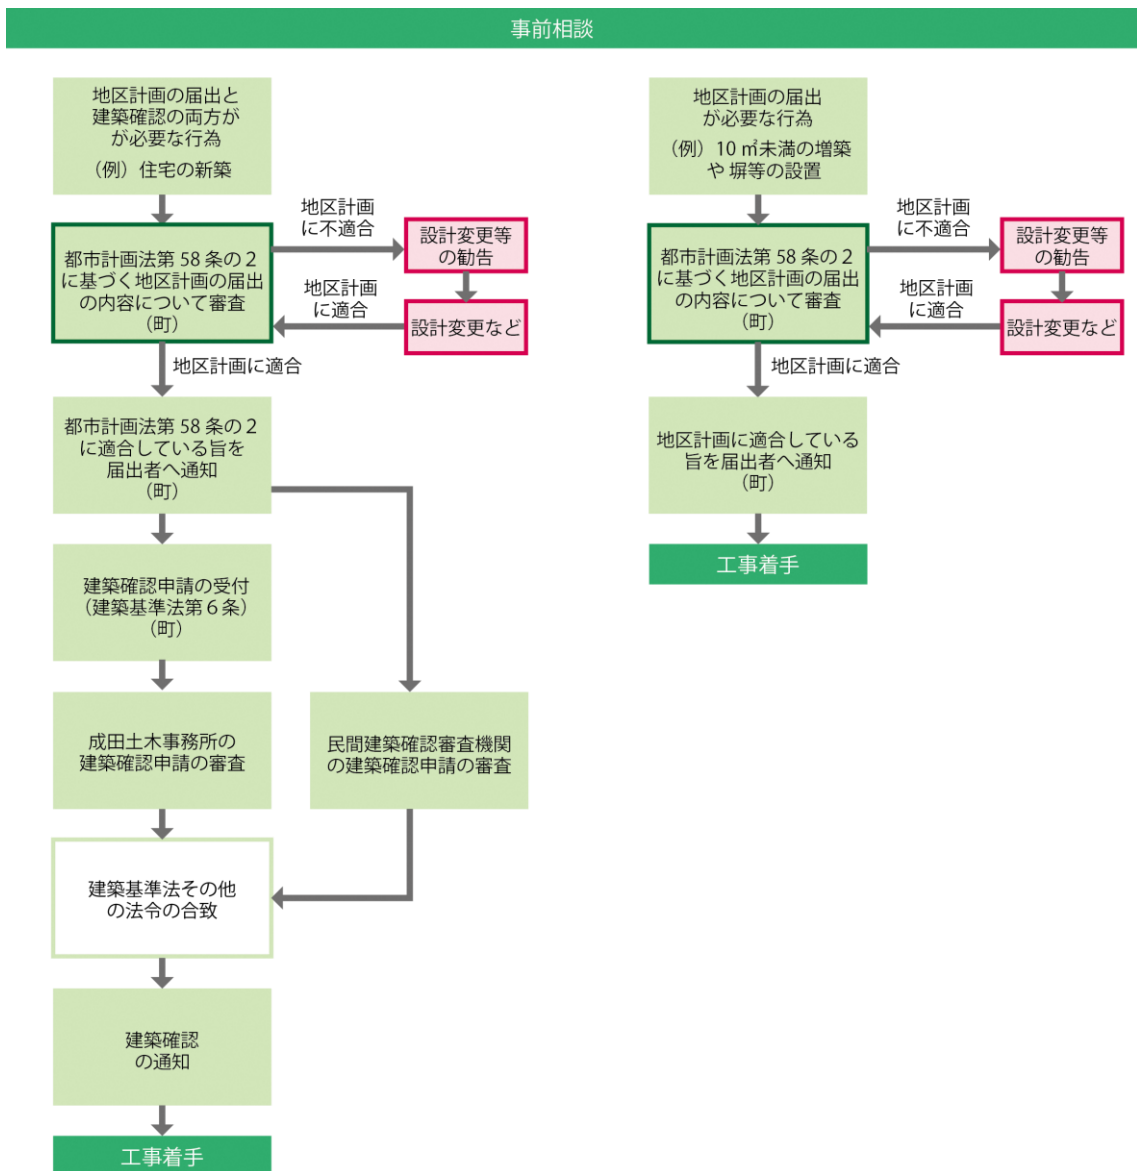 事前相談
地区計画の届出と
建築確認の両方が
が必要な行為
（例）住宅の新築
都市計画法第 58 条の２
に基づく地区計画の届出
の内容について審査
（町）
地区計画
に不適合
設計変更等
の勧告
地区計画
に適合
設計変更など
地区計画に適合
都市計画法第 58 条の２
に適合している旨を
届出者へ通知
（町）
建築確認申請の受付
（建築基準法第６条）
（町）
成田土木事務所の
建築確認申請の審査
民間建築確認審査機関
の建築確認申請の審査
建築基準法その他
の法令の合致
建築確認
の通知
工事着手
地区計画の届出
が必要な行為
（例）10 ㎡未満の増築
や 塀等の設置
都市計画法第 58 条の２
に基づく地区計画の届出
の内容について審査
（町）
地区計画
に不適合
設計変更等
の勧告
地区計画
に適合
設計変更など
地区計画に適合
地区計画に適合している
旨を届出者へ通知
（町）
工事着手